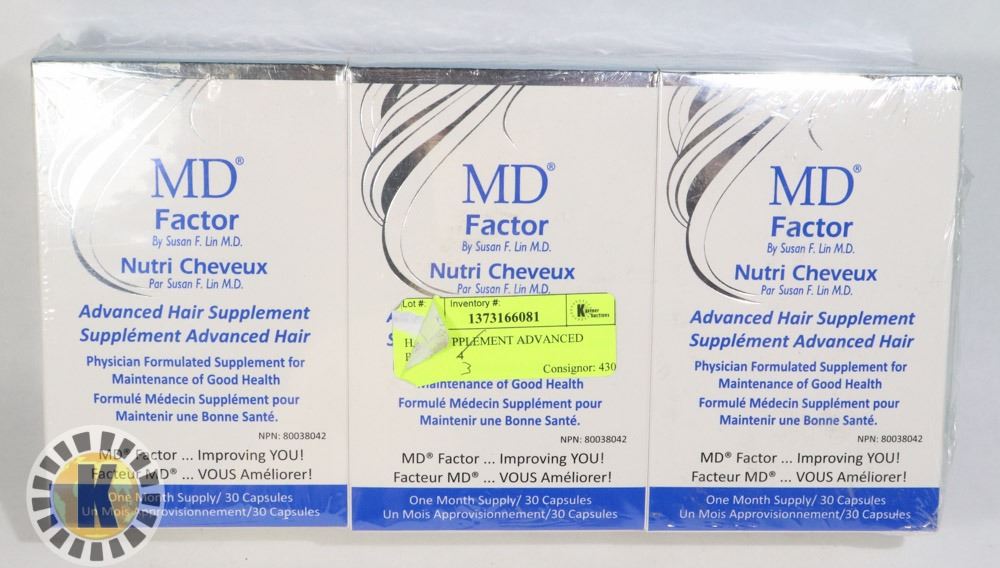 MD®
Factor
By Susan F. Lin M.D.
Nutri Cheveux
Par Susan F. Lin M.D.
Advanced Hair Supplement
Supplément Advanced Hair
Physician Formulated Supplement for
Maintenance of Good Health
Formulé Médecin Supplément pour
Maintenir une Bonne Santé.
NPN: 80038042
MD® Factor ... Improving YOU!
Facteur MD® ... VOUS Améliorer!
One Month Supply/ 30 Capsules
Un Mois Approvisionnement/30 Capsules
K
MD®
Factor
By Susan F. Lin M.D.
Nutri Cheveux
Par Susan F. Lin M.D.
Lot #: Inventory #:
1373166081
Kastner Auctions
SUPPLEMENT ADVANCED
3
Consignor: 430
Maintenance of Good Health
Formulé Médecin Supplément pour
Maintenir une Bonne Santé.
NPN: 80038042
MD® Factor ... Improving YOU!
Facteur MD® ... VOUS Améliorer!
One Month Supply/ 30 Capsules
Un Mois Approvisionnement/30 Capsules
MD®
Factor
By Susan F. Lin M.D.
Nutri Cheveux
Par Susan F. Lin M.D.
Advanced Hair Supplement
Supplément Advanced Hair
Physician Formulated Supplement for
Maintenance of Good Health
Formulé Médecin Supplément pour
Maintenir une Bonne Santé.
NPN: 80038042
MD® Factor ... Improving YOU!
Facteur MD® ... VOUS Améliorer!
One Month Supply/ 30 Capsules
Un Mois Approvisionnement/30 Capsules